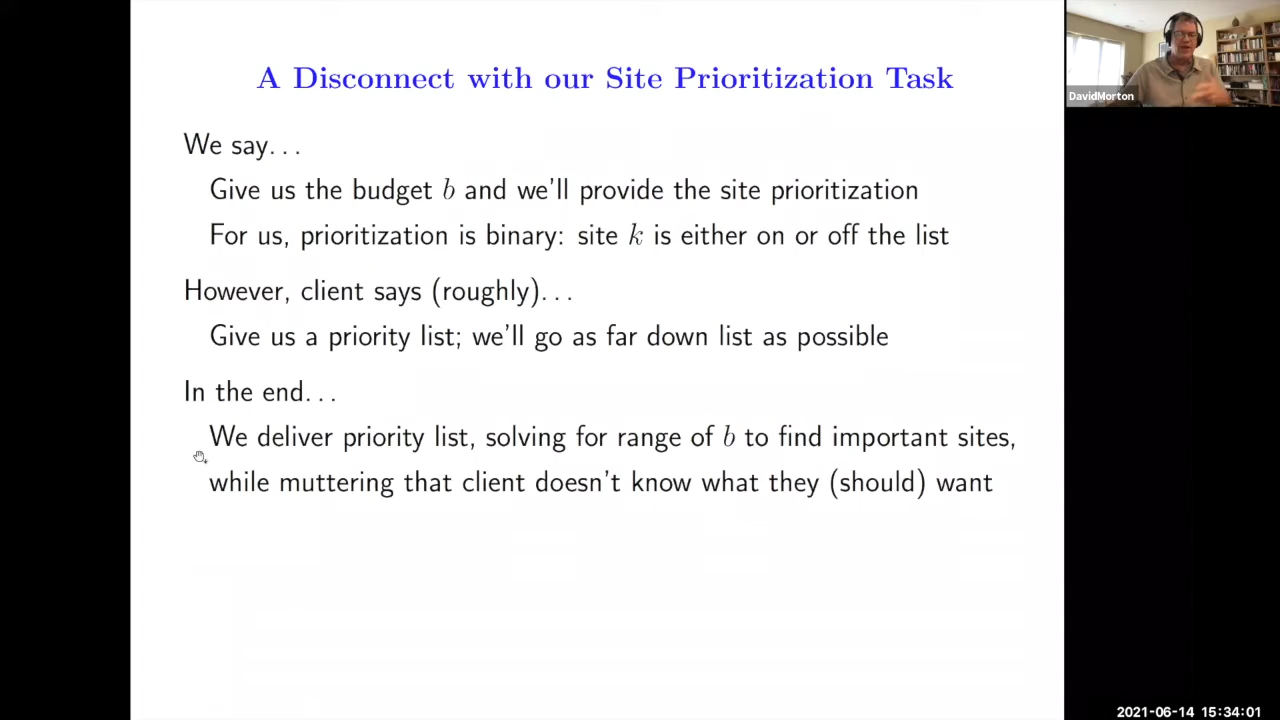 A Disconnect with our Site Prioritization Task
We say...
Give us the budget b and we'll provide the site prioritization
For us, prioritization is binary: site k is either on or off the list
However, client says (roughly)...
Give us a priority list; we'll go as far down list as possible
In the end...
We deliver priority list, solving for range of b to find important sites,
while muttering that client doesn't know what they (should) want
DavidMorton
2021-06-14 15:34:01